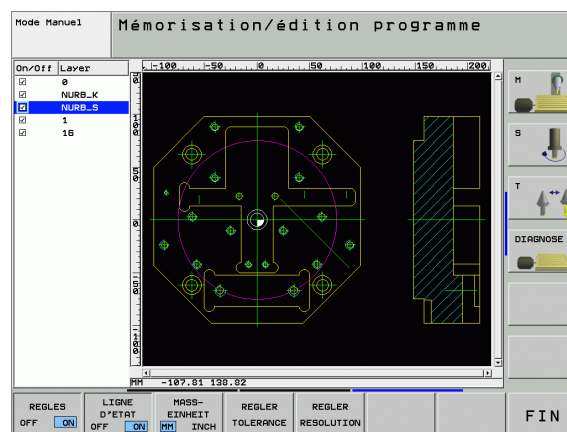 Mode Manuel
Mémorisation/édition programme
On/Off Layer
0
NURB_K
NURB_S
1
16
-100 -50 0 50 100 150 200
MM -107.81 138.82
M
S
T
DIAGNOSE
REGLES
OFF ON
LIGNE
D'ETAT
OFF ON
MASS-
EINHEIT
MM INCH
REGLER
TOLERANCE
REGLER
RESOLUTION
FIN